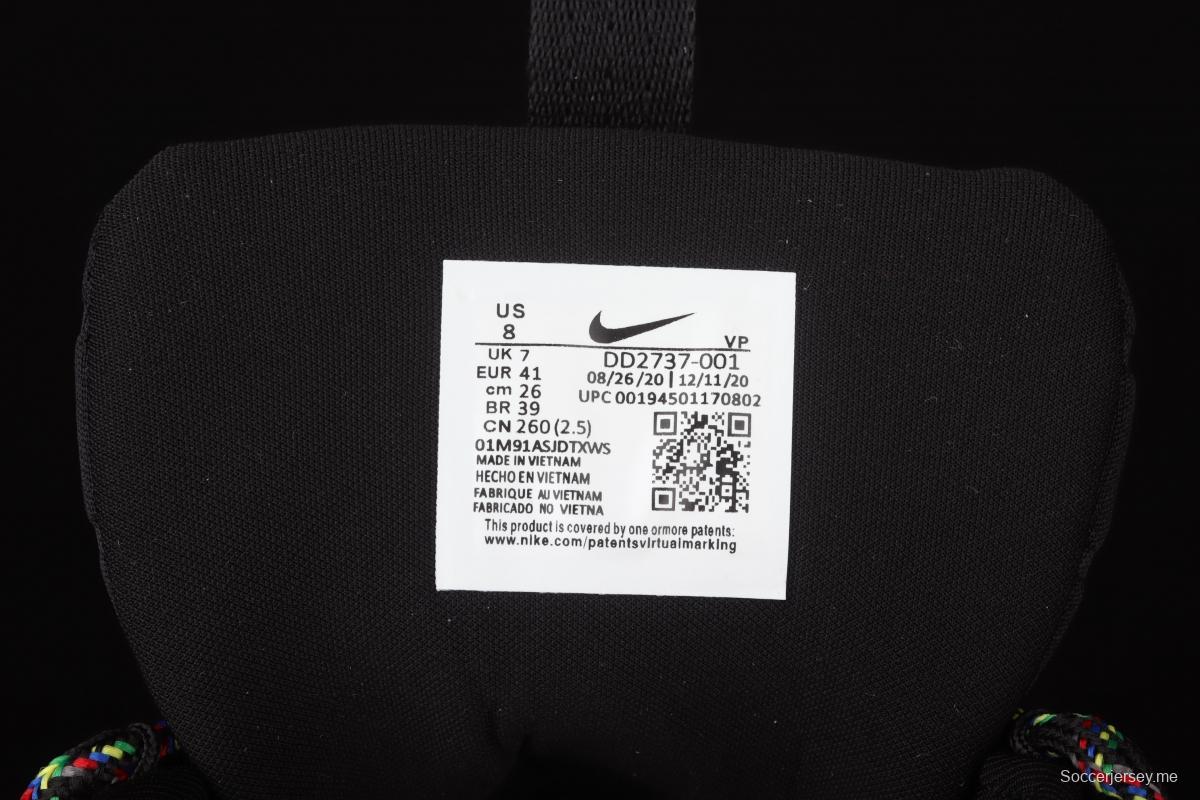 US
8
VP
UK 7
EUR 41
cm 26
BR 39
CN 260 (2.5)
01M91ASJDTXWS
MADE IN VIETNAM
HECHO EN VIETNAM
FABRIQUE AU VIETNAM
FABRICADO NO VIETNA
DD2737-001
08/26/20 | 12/11/20
UPC 00194501170802
This product is covered by one ormore patents:
www.nike.com/patentsvirtualmarking
Soccerjersey.me